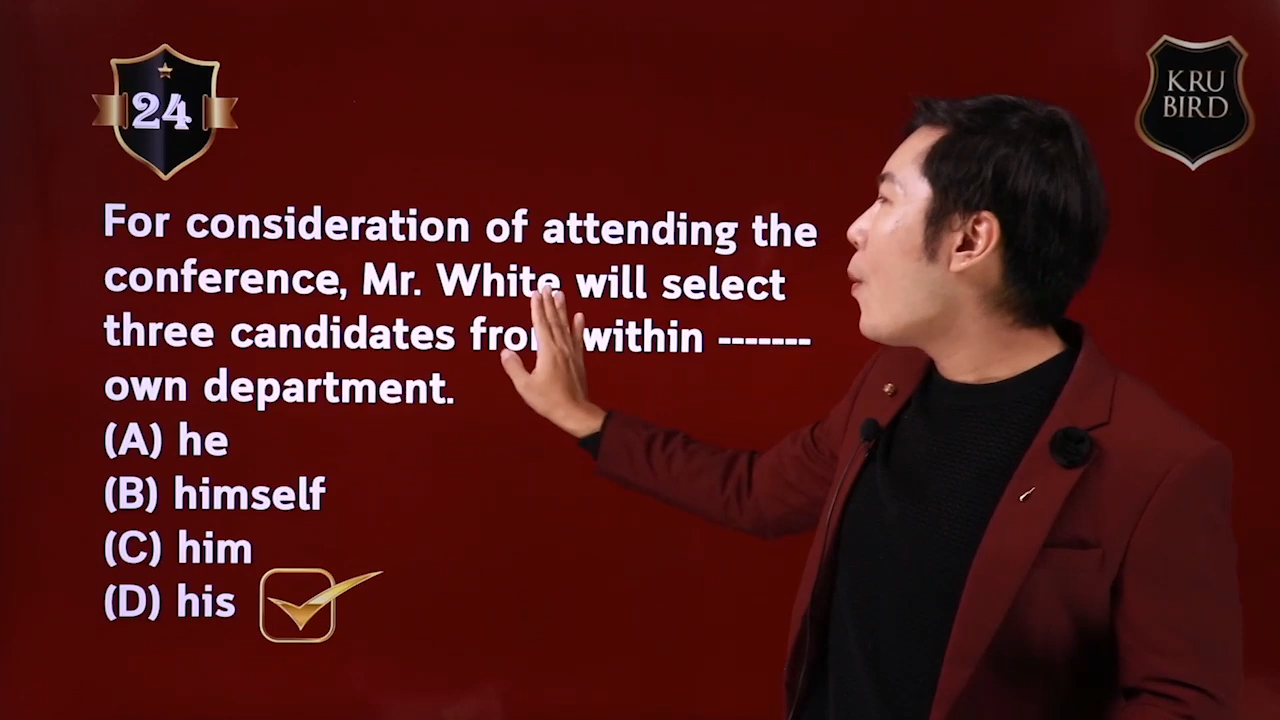 24
KRU
BIRD
For consideration of attending the
conference, Mr. White will select
three candidates from within -------
own department.
(A) he
(B) himself
(C) him
(D) his